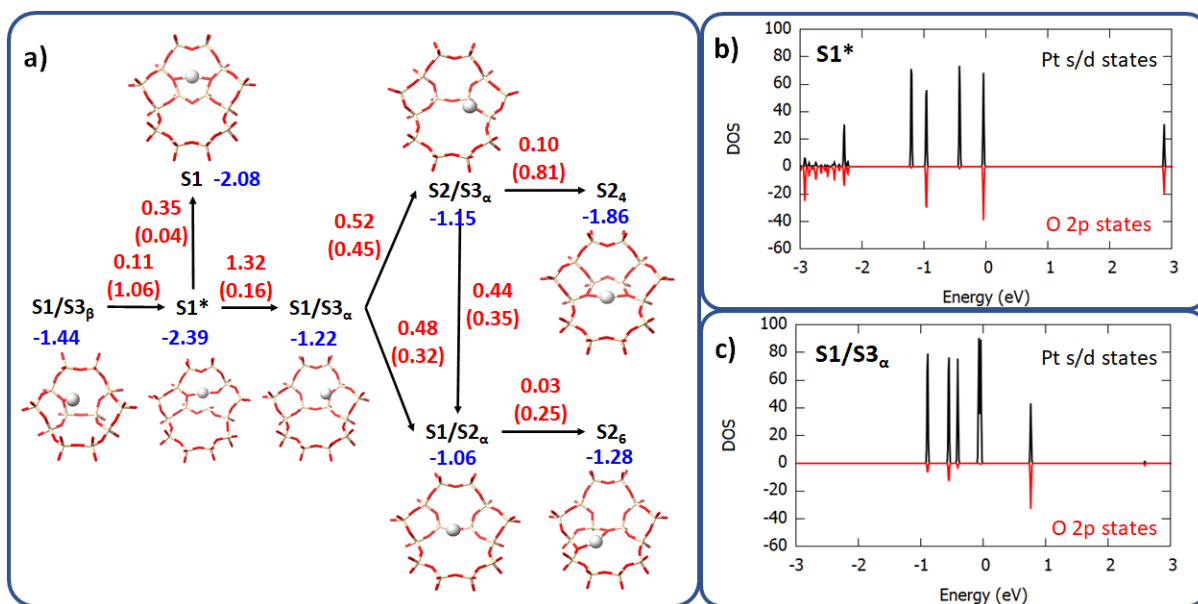 a)
S1 -2.08
0.35
(0.04)
0.11
(1.06)
1.32
(0.16)
S1/S3β
-1.44
S1*
-2.39
S1/S3α
-1.22
0.52
(0.45)
0.48
(0.32)
S2/S3α
-1.15
0.10
(0.81)
S2₄
-1.86
0.44
(0.35)
S1/S2α
-1.06
0.03
(0.25)
S2₆
-1.28
b)
S1*
Pt s/d states
O 2p states
DOS
100
80
60
40
20
0
-20
-40
-60
-3 -2 -1 0 1 2 3
Energy (eV)
c)
S1/S3α
Pt s/d states
O 2p states
DOS
100
80
60
40
20
0
-20
-40
-60
-3 -2 -1 0 1 2 3
Energy (eV)